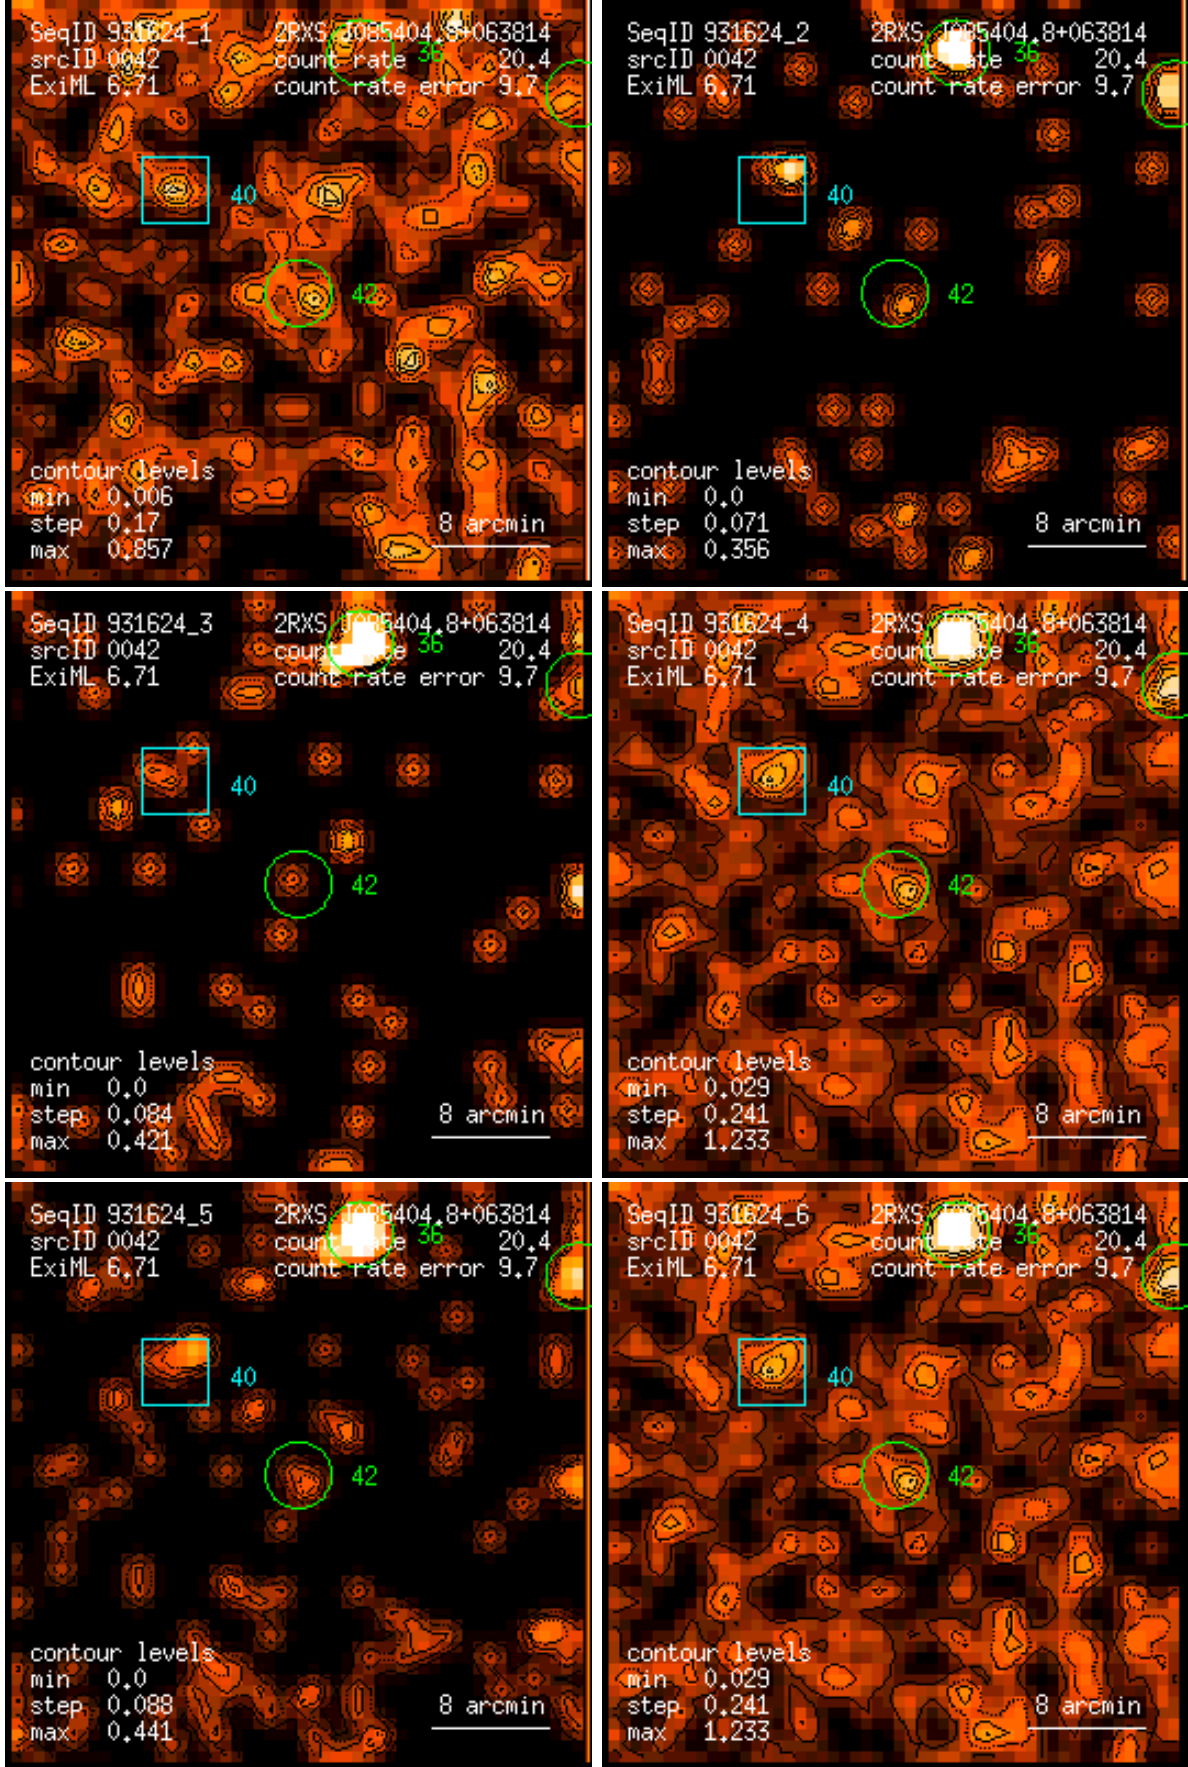 SeqID 931624_1 2RXS J085404.8+063814
srcID 0042 count rate 36 20.4
ExiML 6.71 count rate error 9.7
40
42
contour levels
min 0.006
step 0.17 8 arcmin
max 0.857
SeqID 931624_2 2RXS J085404.8+063814
srcID 0042 count rate 36 20.4
ExiML 6.71 count rate error 9.7
40
42
contour levels
min 0.0
step 0.071 8 arcmin
max 0.356
SeqID 931624_3 2RXS J085404.8+063814
srcID 0042 count rate 36 20.4
ExiML 6.71 count rate error 9.7
40
42
contour levels
min 0.0
step 0.084 8 arcmin
max 0.421
SeqID 931624_4 2RXS J085404.8+063814
srcID 0042 count rate 36 20.4
ExiML 6.71 count rate error 9.7
40
42
contour levels
min 0.029
step 0.241 8 arcmin
max 1.233
SeqID 931624_5 2RXS J085404.8+063814
srcID 0042 count rate 36 20.4
ExiML 6.71 count rate error 9.7
40
42
contour levels
min 0.0
step 0.088 8 arcmin
max 0.441
SeqID 931624_6 2RXS J085404.8+063814
srcID 0042 count rate 36 20.4
ExiML 6.71 count rate error 9.7
40
42
contour levels
min 0.029
step 0.241 8 arcmin
max 1.233